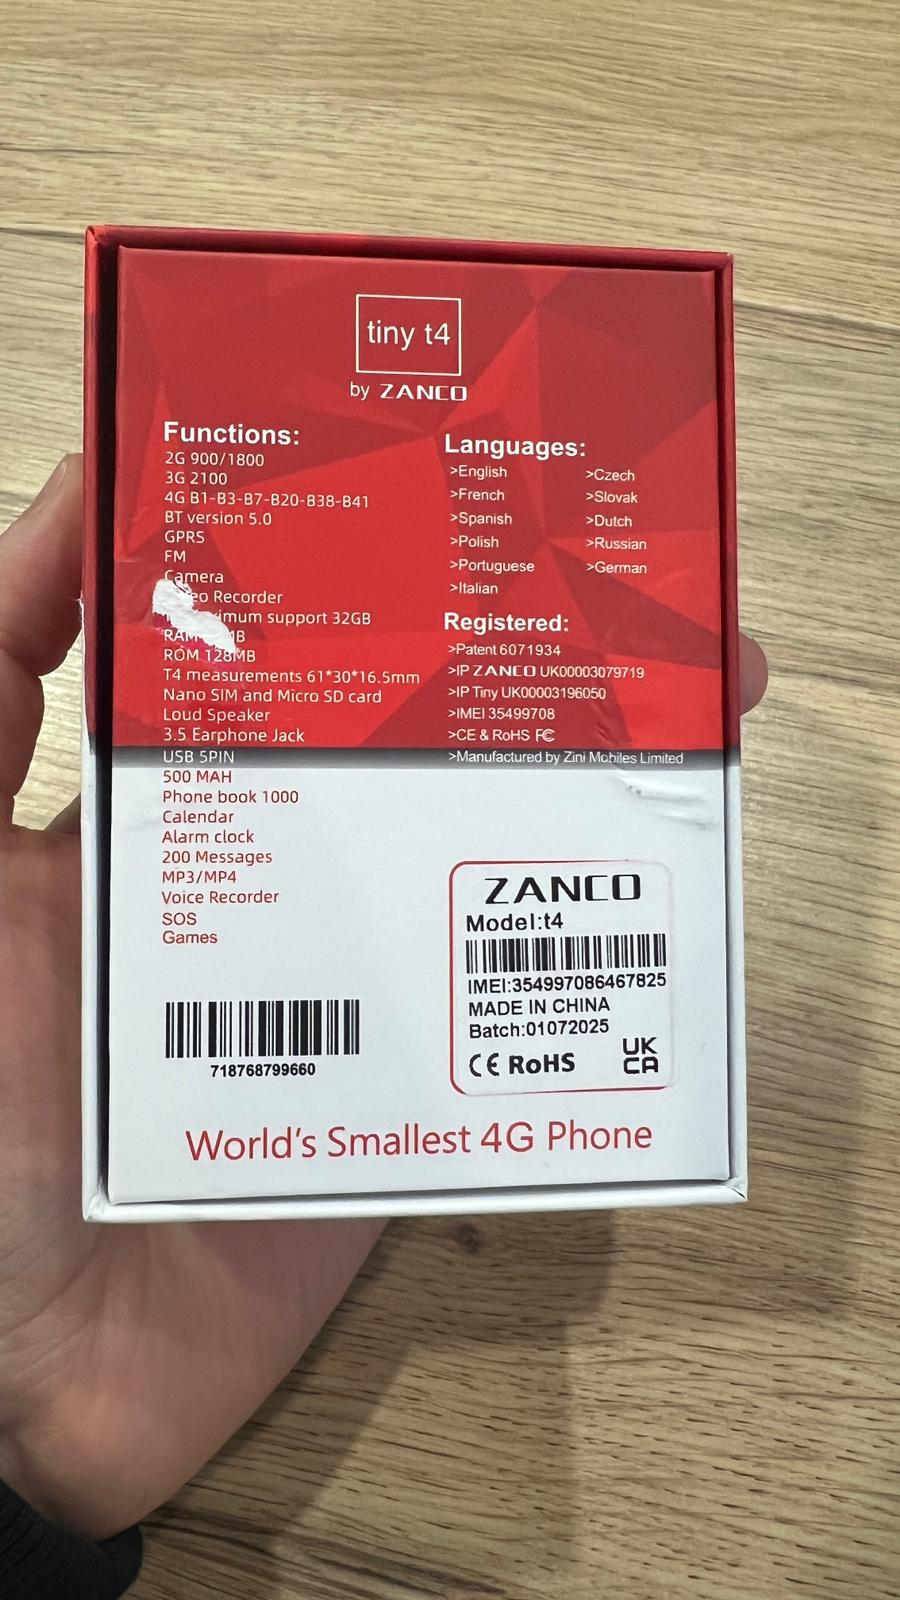 tiny t4
by ZANCO
Functions:
2G 900/1800
3G 2100
4G B1-B3-B7-B20-B38-B41
BT version 5.0
GPRS
FM
Camera
Recorder
support 32GB
RAM
ROM 128MB
T4 measurements 61*30*16.5mm
Nano SIM and Micro SD card
Loud Speaker
3.5 Earphone Jack
USB 5PIN
500 MAH
Phone book 1000
Calendar
Alarm clock
200 Messages
MP3/MP4
Voice Recorder
SOS
Games
718768799660
Languages:
>English
>French
>Spanish
>Polish
>Portuguese
>Italian
>Czech
>Slovak
>Dutch
>Russian
>German
Registered:
>Patent 6071934
>IP ZANCO UK00003079719
>IP Tiny UK00003196050
>IMEI 35499708
>CE & RoHS FC
>Manufactured by Zini Mobiles Limited
ZANCO
Model:t4
IMEI:354997086467825
MADE IN CHINA
Batch:01072025
CE RoHS UK CA
World's Smallest 4G Phone